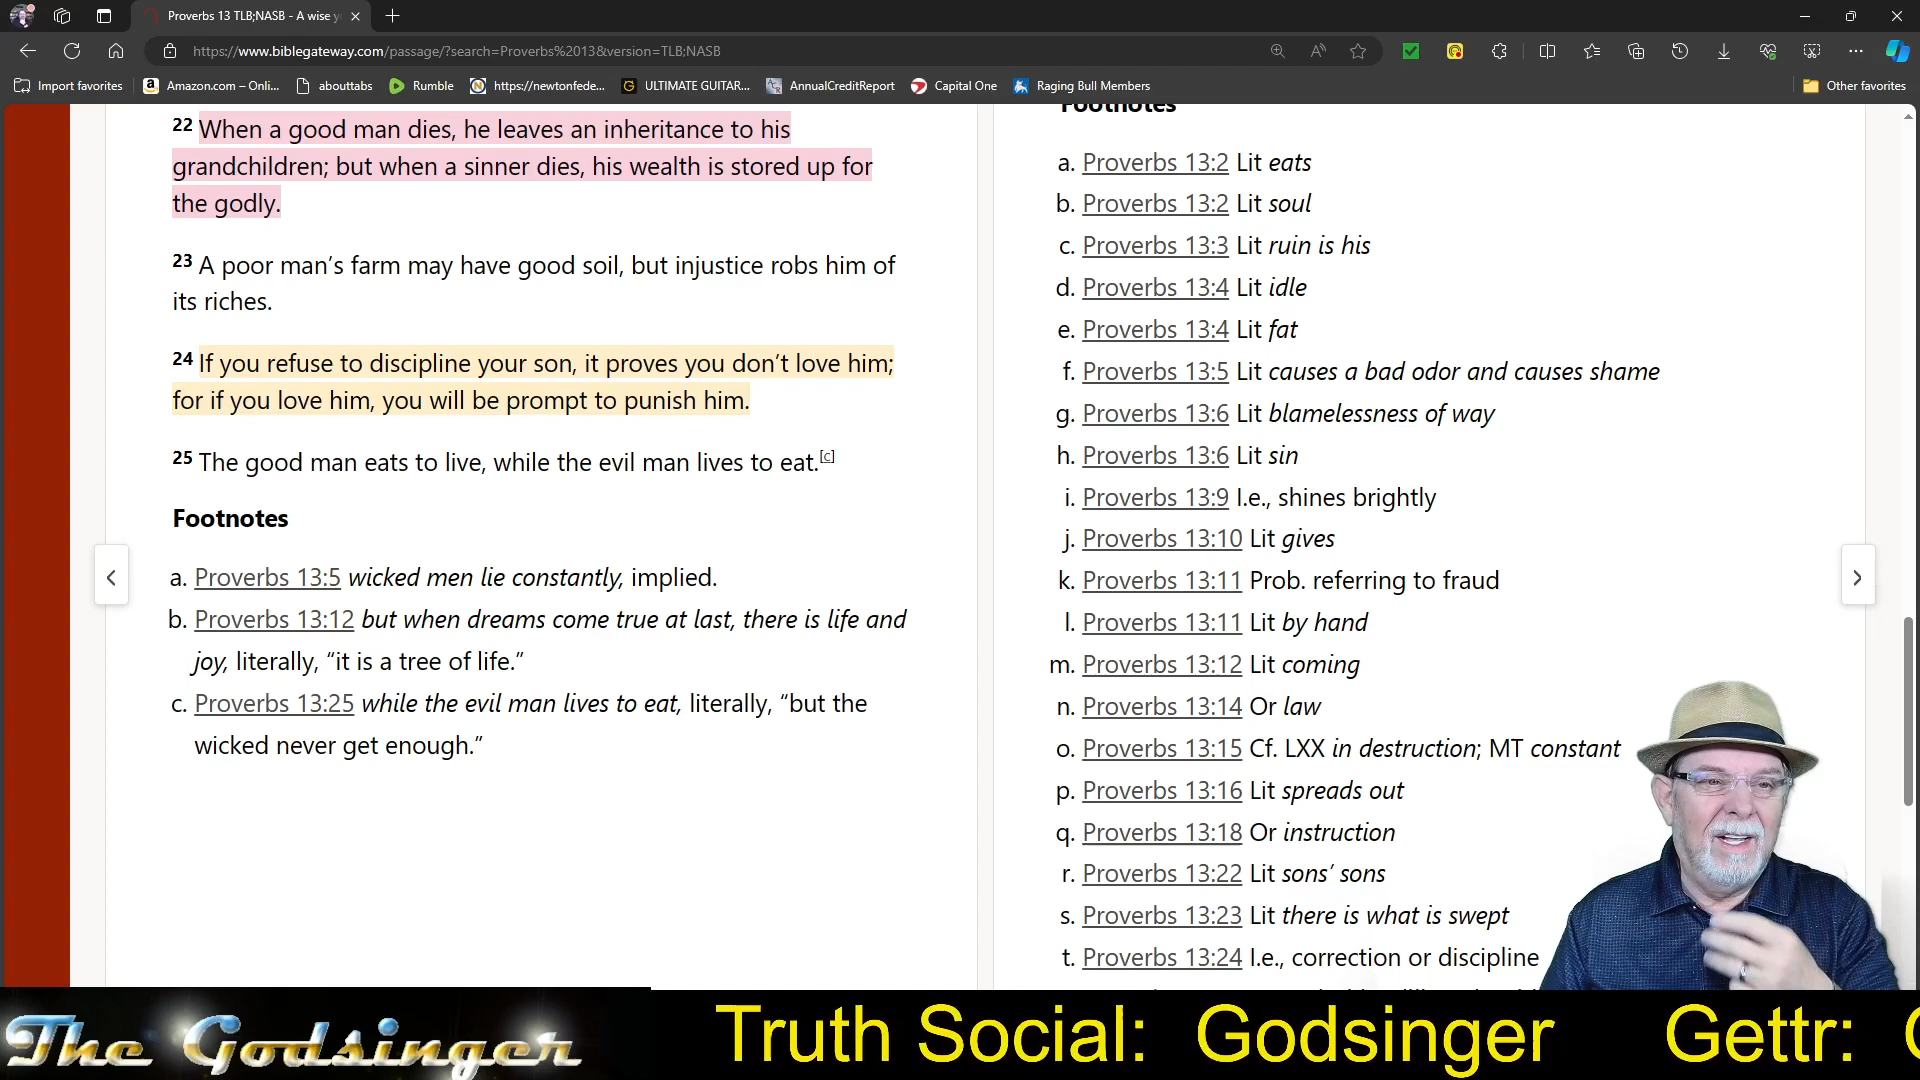 Proverbs 13 TLB;NASB - A wise y
https://www.biblegateway.com/passage/?search=Proverbs%2013&version=TLB;NASB
Import favorites
Amazon.com – Onli...
abouttabs
Rumble
https://newtonfede...
ULTIMATE GUITAR...
AnnualCreditReport
Capital One
Raging Bull Members
Other favorites
22 When a good man dies, he leaves an inheritance to his
grandchildren; but when a sinner dies, his wealth is stored up for
the godly.
23 A poor man’s farm may have good soil, but injustice robs him of
its riches.
24 If you refuse to discipline your son, it proves you don’t love him;
for if you love him, you will be prompt to punish him.
25 The good man eats to live, while the evil man lives to eat.[c]
Footnotes
a. Proverbs 13:5 wicked men lie constantly, implied.
b. Proverbs 13:12 but when dreams come true at last, there is life and
joy, literally, “it is a tree of life.”
c. Proverbs 13:25 while the evil man lives to eat, literally, “but the
wicked never get enough.”
Footnotes
a. Proverbs 13:2 Lit eats
b. Proverbs 13:2 Lit soul
c. Proverbs 13:3 Lit ruin is his
d. Proverbs 13:4 Lit idle
e. Proverbs 13:4 Lit fat
f. Proverbs 13:5 Lit causes a bad odor and causes shame
g. Proverbs 13:6 Lit blamelessness of way
h. Proverbs 13:6 Lit sin
i. Proverbs 13:9 I.e., shines brightly
j. Proverbs 13:10 Lit gives
k. Proverbs 13:11 Prob. referring to fraud
l. Proverbs 13:11 Lit by hand
m. Proverbs 13:12 Lit coming
n. Proverbs 13:14 Or law
o. Proverbs 13:15 Cf. LXX in destruction; MT constant
p. Proverbs 13:16 Lit spreads out
q. Proverbs 13:18 Or instruction
r. Proverbs 13:22 Lit sons’ sons
s. Proverbs 13:23 Lit there is what is swept
t. Proverbs 13:24 I.e., correction or discipline
The Godsinger
Truth Social: Godsinger Gettr: